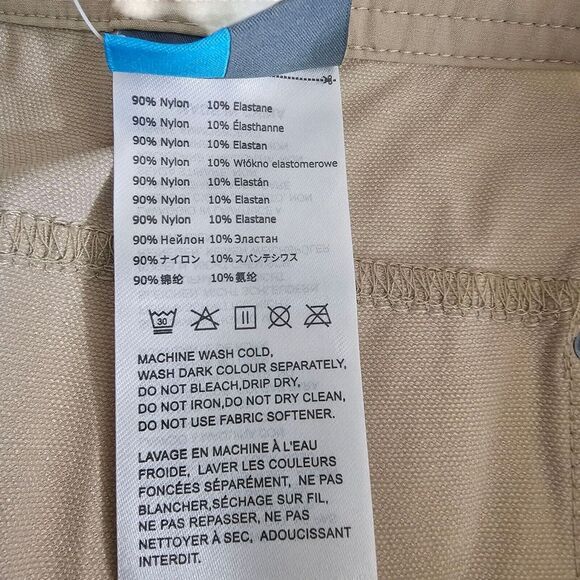 90% Nylon 10% Elastane
90% Nylon 10% Élasthanne
90% Nylon 10% Elastan
90% Nylon 10% Włókno elastomerowe
90% Nylon 10% Elastán
90% Nylon 10% Elastan
90% Nylon 10% Elastane
90% Нейлон 10% Эластан
90% ナイロン 10% スパンテシワス
90% 锦纶 10% 氨纶
30
MACHINE WASH COLD,
WASH DARK COLOUR SEPARATELY,
DO NOT BLEACH,DRIP DRY,
DO NOT IRON,DO NOT DRY CLEAN,
DO NOT USE FABRIC SOFTENER.
LAVAGE EN MACHINE À L'EAU
FROIDE, LAVER LES COULEURS
FONCÉES SÉPARÉMENT, NE PAS
BLANCHIR,SÉCHAGE SUR FIL,
NE PAS REPASSER, NE PAS
NETTOYER À SEC, ADOUCISSANT
INTERDIT.